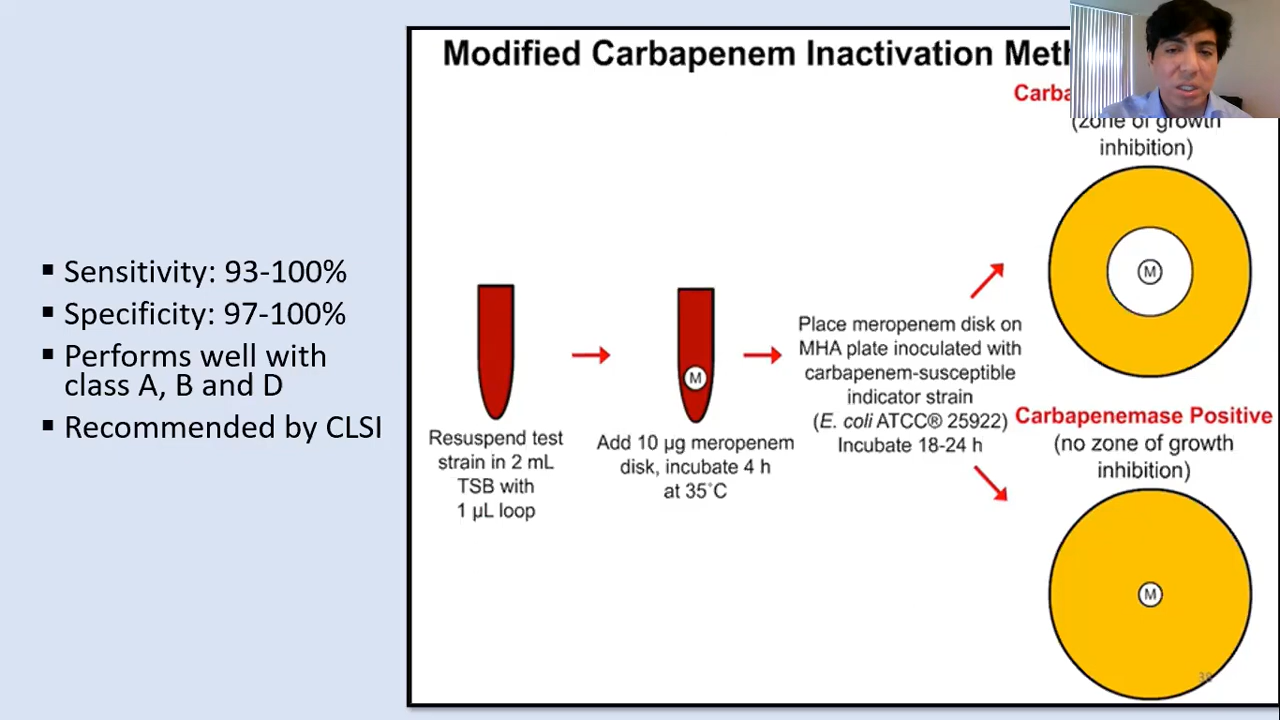 Modified Carbapenem Inactivation
▪ Sensitivity: 93-100%
▪ Specificity: 97-100%
▪ Performs well with
class A, B and D
▪ Recommended by CLSI
Resuspend test
strain in 2 mL
TSB with
1 µL loop
M
Add 10 µg meropenem
disk, incubate 4 h
at 35˚C
Place meropenem disk on
MHA plate inoculated with
carbapenem-susceptible
indicator strain
(E. coli ATCC® 25922)
Incubate 18-24 h
(zone of growth
inhibition)
M
Carbapenemase Positive
(no zone of growth
inhibition)
M
38